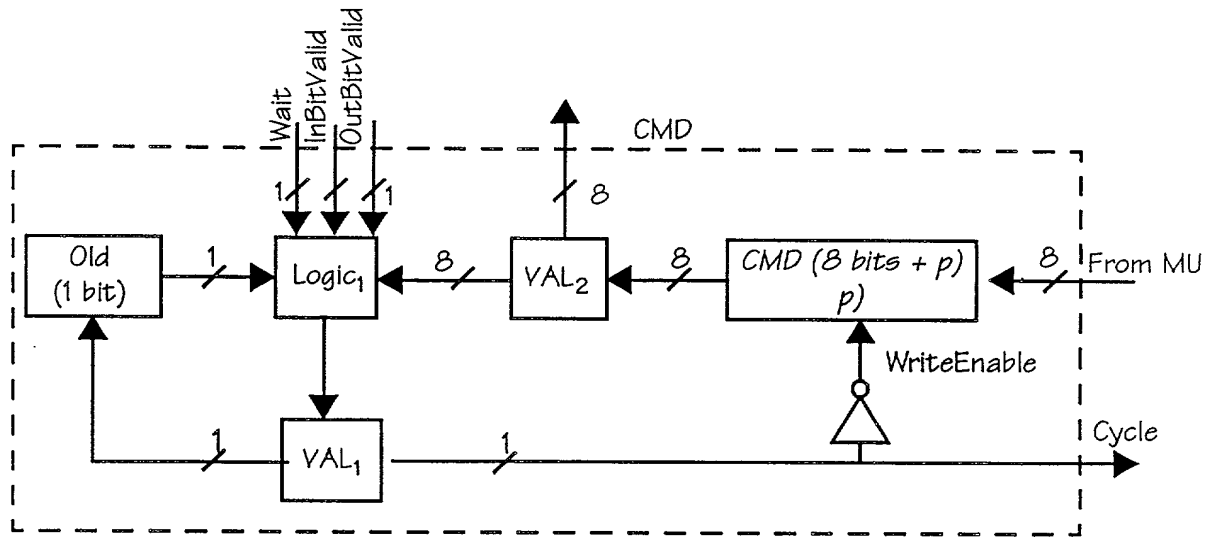 Wait
InBitValid
OutBitValid
CMD
1
1
8
Old
(1 bit)
1
Logic1
8
VAL2
8
CMD (8 bits + p)
p)
8
From MU
WriteEnable
1
VAL1
1
Cycle